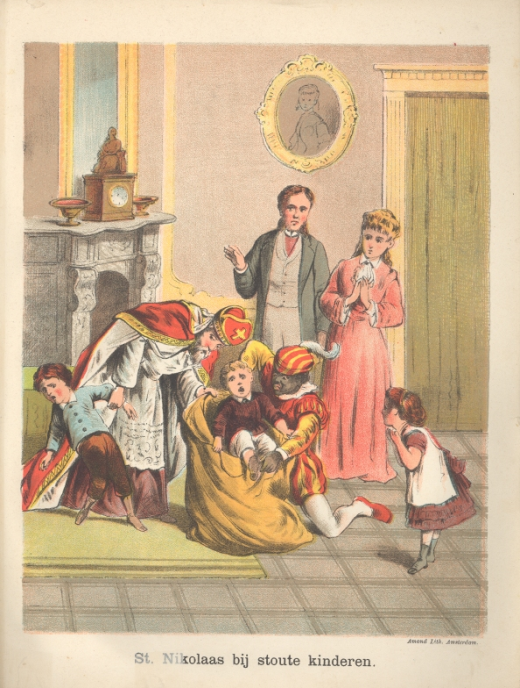 Amand Lith. Amsterdam.
St. Nikolaas bij stoute kinderen.